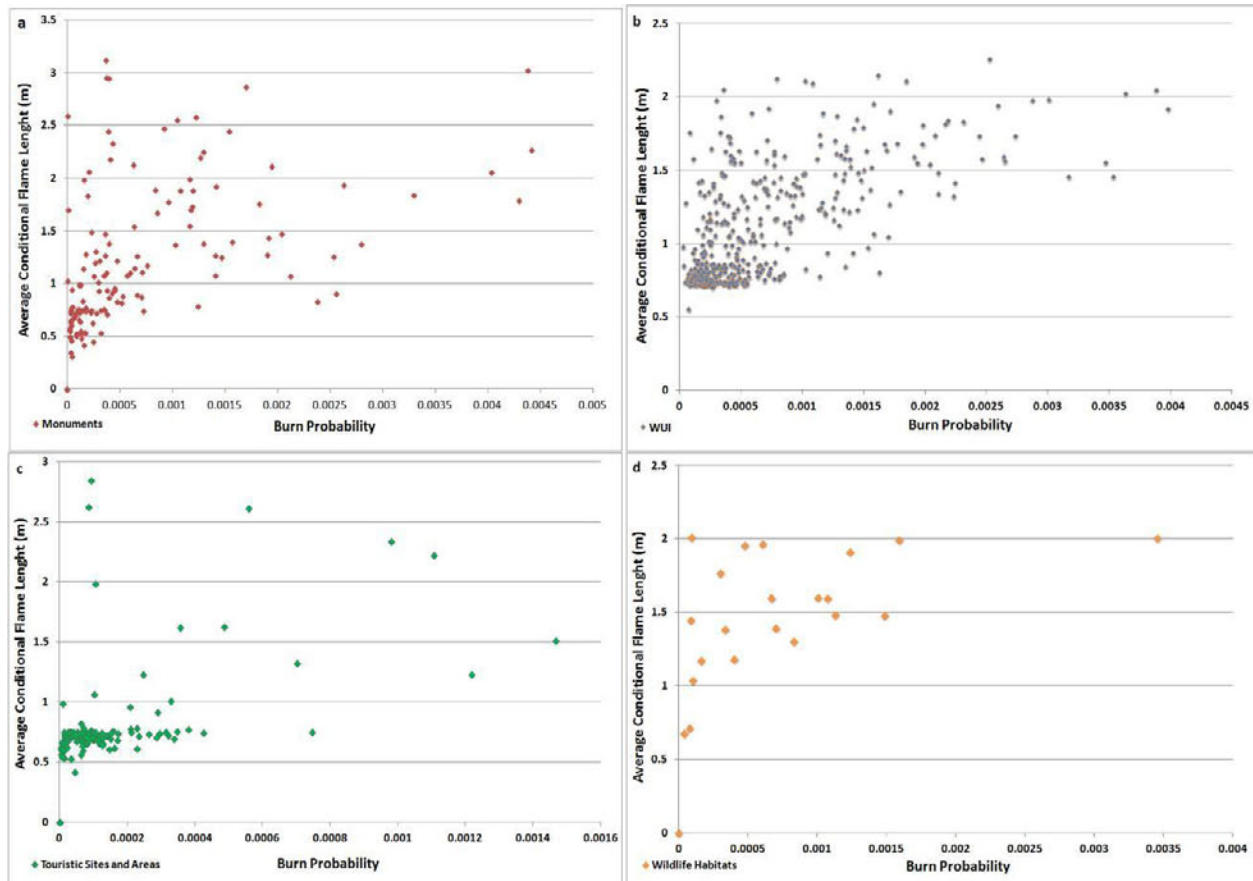 a
Average Conditional Flame Lenght (m)
3.5
3
2.5
2
1.5
1
0.5
0
0 0.0005 0.001 0.0015 0.002 0.0025 0.003 0.0035 0.004 0.0045 0.005
Burn Probability
Monuments
b
Average Conditional Flame Lenght (m)
2.5
2
1.5
1
0.5
0
0 0.0005 0.001 0.0015 0.002 0.0025 0.003 0.0035 0.004 0.0045
Burn Probability
WUI
c
Average Conditional Flame Lenght (m)
3
2.5
2
1.5
1
0.5
0
0 0.0002 0.0004 0.0006 0.0008 0.001 0.0012 0.0014 0.0016
Burn Probability
Touristic Sites and Areas
d
Average Conditional Flame Lenght (m)
2.5
2
1.5
1
0.5
0
0 0.0005 0.001 0.0015 0.002 0.0025 0.003 0.0035 0.004
Burn Probability
Wildlife Habitats